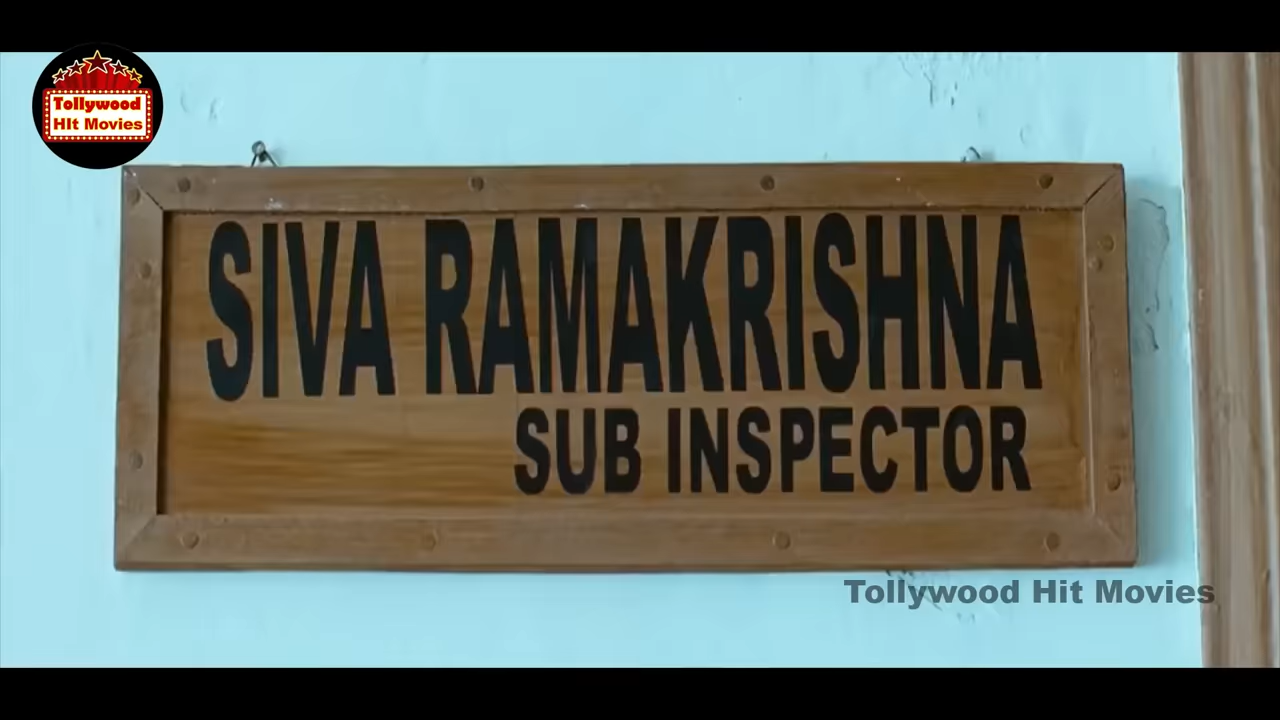 Tollywood
HIt Movies
SIVA RAMAKRISHNA
SUB INSPECTOR
Tollywood Hit Movies